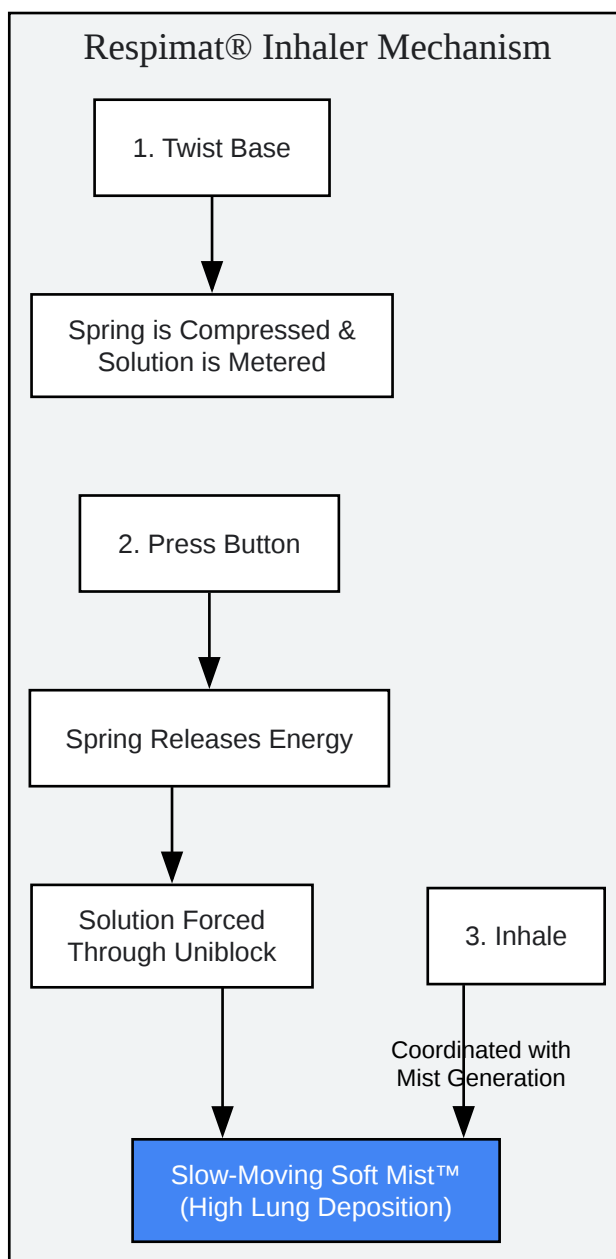 Respimat® Inhaler Mechanism
1. Twist Base
Spring is Compressed &
Solution is Metered
2. Press Button
Spring Releases Energy
Solution Forced
Through Uniblock
3. Inhale
Coordinated with
Mist Generation
Slow-Moving Soft Mist™
(High Lung Deposition)